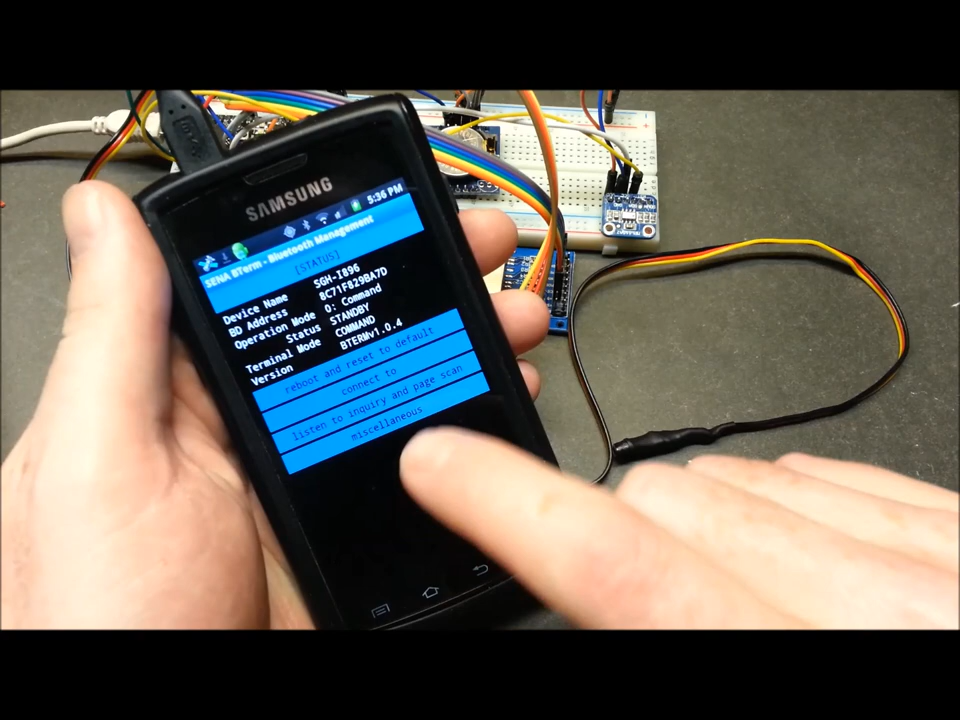 SAMSUNG
5:36 PM
SENA BTerm - Bluetooth Management
[STATUS]
Device Name SGH-I896
BD Address 8C71F829BA7D
Operation Mode 0: Command
Status STANDBY
Terminal Mode COMMAND
Version BTERMv1.0.4
reboot and reset to default
connect to
listen to inquiry and page scan
miscellaneous